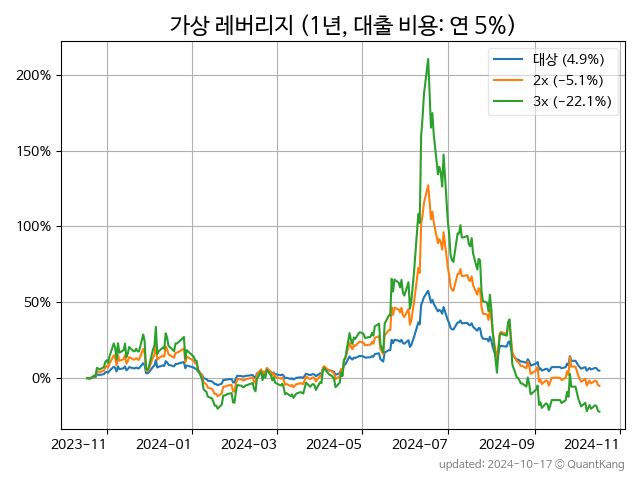 가상 레버리지 (1년, 대출 비용: 연 5%)
대상 (4.9%)
2x (−5.1%)
3x (−22.1%)
200%
150%
100%
50%
0%
2023-11
2024-01
2024-03
2024-05
2024-07
2024-09
2024-11
updated: 2024-10-17 © QuantKang